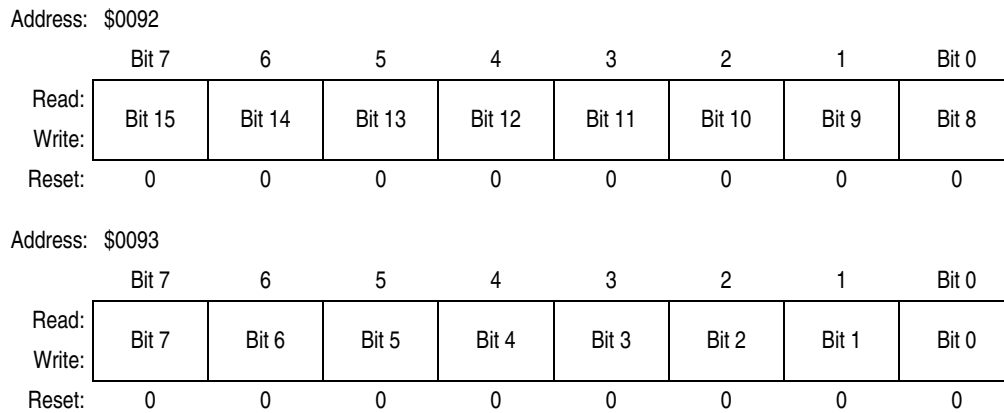 Address: $0092
Bit 7 6 5 4 3 2 1 Bit 0
Read:
Bit 15 Bit 14 Bit 13 Bit 12 Bit 11 Bit 10 Bit 9 Bit 8
Write:
Reset: 0 0 0 0 0 0 0 0
Address: $0093
Bit 7 6 5 4 3 2 1 Bit 0
Read:
Bit 7 Bit 6 Bit 5 Bit 4 Bit 3 Bit 2 Bit 1 Bit 0
Write:
Reset: 0 0 0 0 0 0 0 0